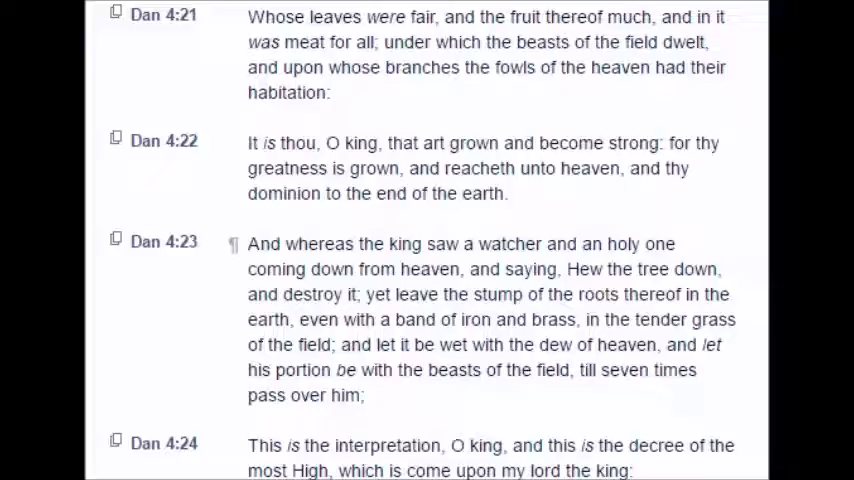 Dan 4:21 Whose leaves were fair, and the fruit thereof much, and in it
was meat for all; under which the beasts of the field dwelt,
and upon whose branches the fowls of the heaven had their
habitation:
Dan 4:22 It is thou, O king, that art grown and become strong: for thy
greatness is grown, and reacheth unto heaven, and thy
dominion to the end of the earth.
Dan 4:23 ¶ And whereas the king saw a watcher and an holy one
coming down from heaven, and saying, Hew the tree down,
and destroy it; yet leave the stump of the roots thereof in the
earth, even with a band of iron and brass, in the tender grass
of the field; and let it be wet with the dew of heaven, and let
his portion be with the beasts of the field, till seven times
pass over him;
Dan 4:24 This is the interpretation, O king, and this is the decree of the
most High, which is come upon my lord the king: